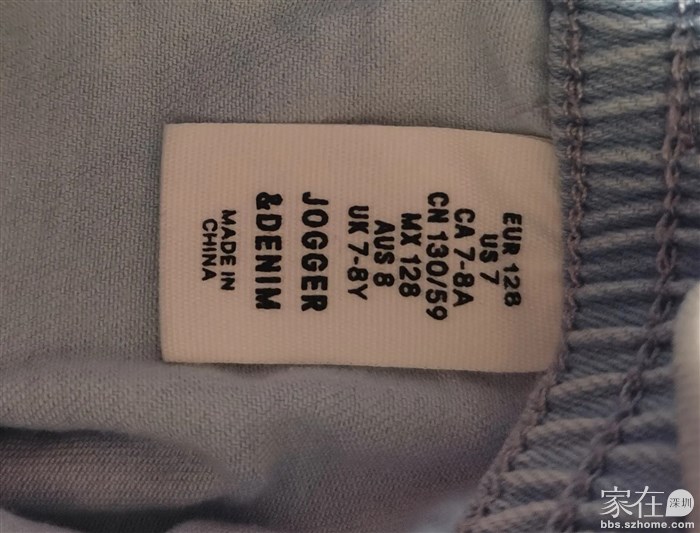 EUR 128
US 7
CA 7-8A
CN 130/59
MX 128
AUS 8
UK 7-8Y
JOGGER
&DENIM
MADE IN
CHINA
家在深圳
bbs.szhome.com